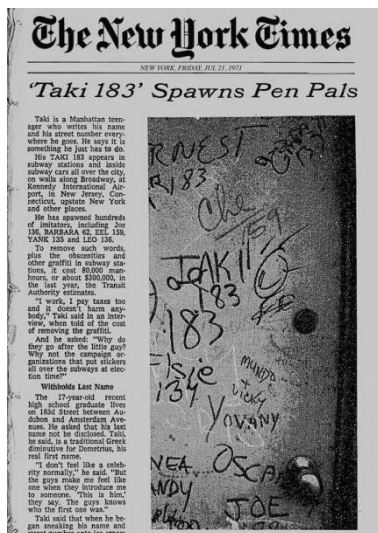 The New York Times
NEW YORK, FRIDAY, JUL 21, 1971
'Taki 183' Spawns Pen Pals
Taki is a Manhattan teen-
ager who writes his name
and his street number every-
where he goes. He says it is
something he just has to do.
His TAKI 183 appears in
subway stations and inside
subway cars all over the city,
on walls along Broadway, at
Kennedy International Air-
port, in New Jersey, Con-
necticut, upstate New York
and other places.
He has spawned hundreds
of imitators, including Joe
136, BARBARA 62, EEL 159,
YANK 135 and LEO 136.
To remove such words,
plus the obscenities and
other graffiti in subway sta-
tions, it cost 80,000 man-
hours, or about $300,000, in
the last year, the Transit
Authority estimates.
"I work, I pay taxes too
and it doesn't harm any-
body," Taki said in an inter-
view, when told of the cost
of removing the graffiti.
And he asked: "Why do
they go after the little guy?
Why not the campaign or-
ganizations that put stickers
all over the subways at elec-
tion time?"
Withholds Last Name
The 17-year-old recent
high school graduate lives
on 183d Street between Au-
dubon and Amsterdam Ave-
nues. He asked that his last
name not be disclosed. Taki,
he said, is a traditional Greek
diminutive for Demetrius, his
real first name.
"I don't feel like a celeb-
rity normally," he said. "But
the guys make me feel like
one when they introduce me
to someone. 'This is him,'
they say. The guys knows
who the first one was."
Taki said that when he be-
gan sneaking his name and
RNEST
183
159
TAKI
183
183
134
YOVANY
OSCA
JOE